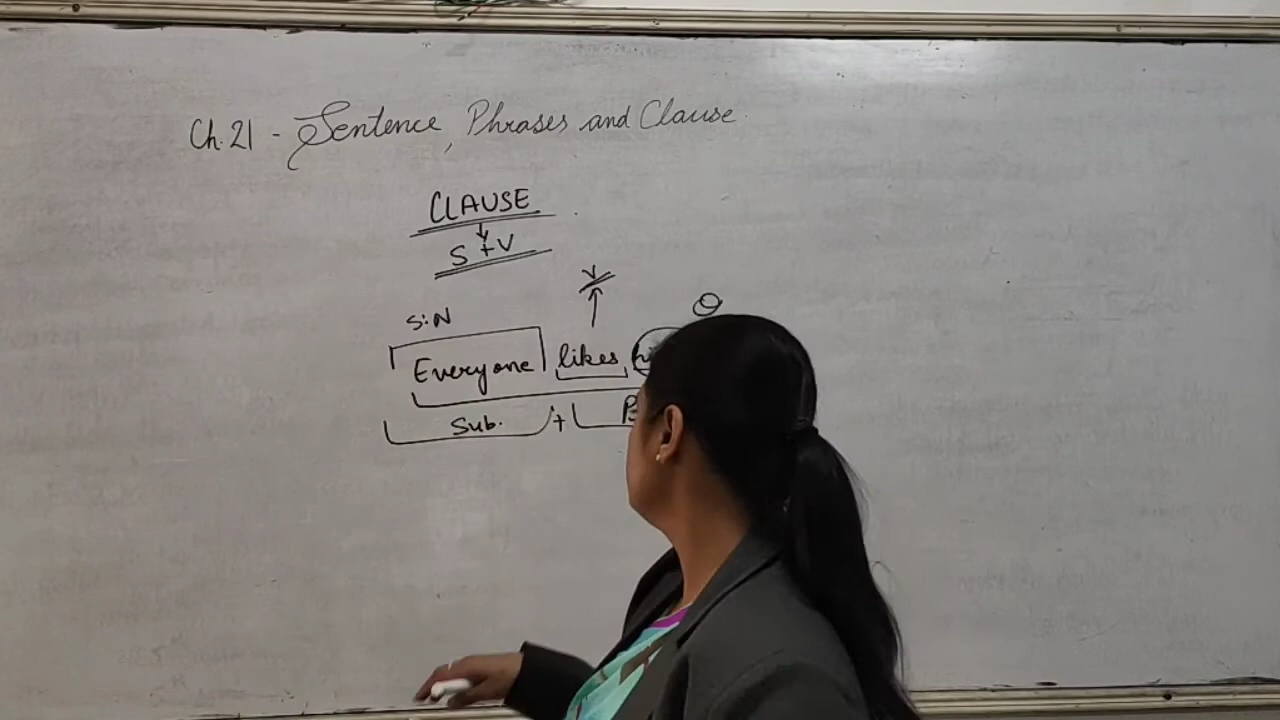 Ch. 21 - Sentence, Phrases and Clause
CLAUSE
S + V
V
S:N O
Everyone likes
Sub. +